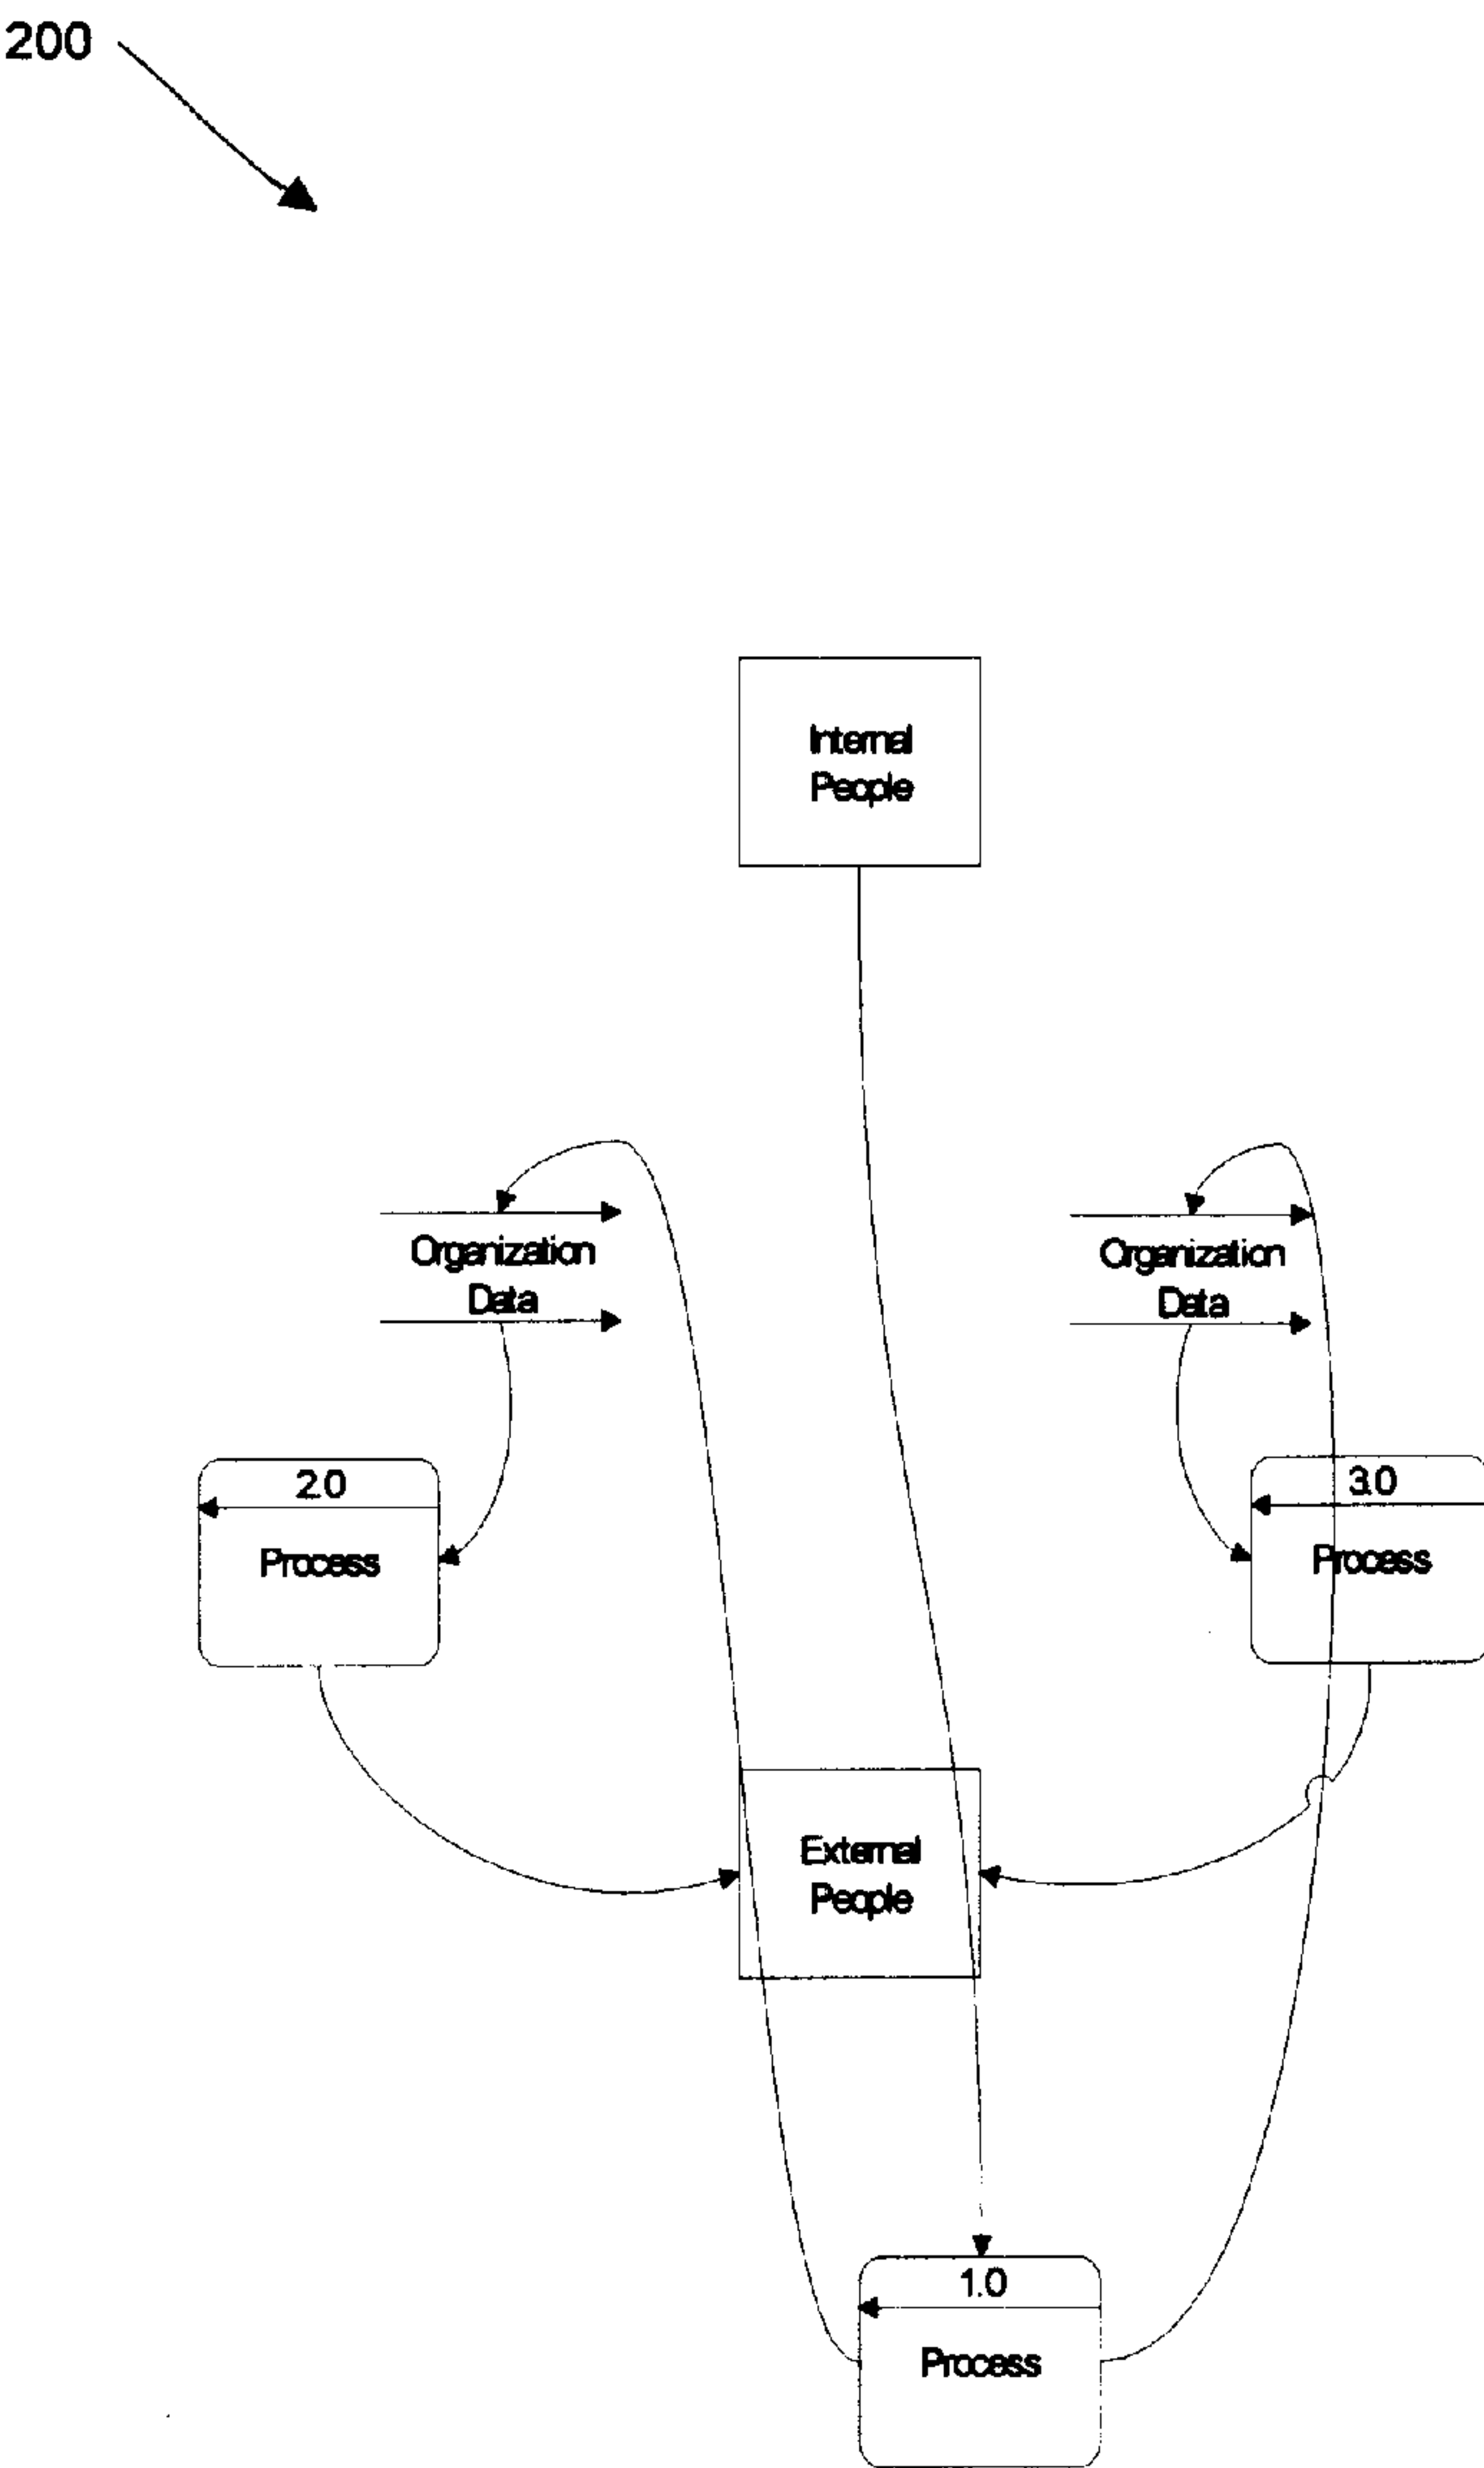 200
Internal
People
Organization
Data
Organization
Data
2.0
Process
3.0
Process
External
People
1.0
Process